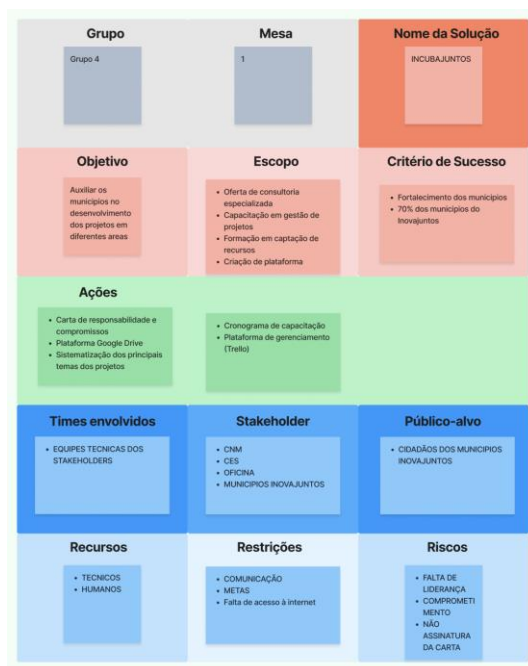 Grupo
Mesa
Nome da Solução
Grupo 4
1
INCUBAJUNTOS
Objetivo
Escopo
Critério de Sucesso
Auxiliar os
municípios no
desenvolvimento
dos projetos em
diferentes areas
• Oferta de consultoria
especializada
• Capacitação em gestão de
projetos
• Formação em captação de
recursos
• Criação de plataforma
• Fortalecimento dos municípios
• 70% dos municípios do
Inovajuntos
Ações
• Carta de responsabilidade e
compromissos
• Plataforma Google Drive
• Sistematização dos principais
temas dos projetos
• Cronograma de capacitação
• Plataforma de gerenciamento
(Trello)
Times envolvidos
Stakeholder
Público-alvo
• EQUIPES TECNICAS DOS
STAKEHOLDERS
• CNM
• CES
• OFICINA
• MUNICIPIOS INOVAJUNTOS
• CIDADÃOS DOS MUNICIPIOS
INOVAJUNTOS
Recursos
Restrições
Riscos
• TECNICOS
• HUMANOS
• COMUNICAÇÃO
• METAS
• Falta de acesso à internet
• FALTA DE
LIDERANÇA
• COMPROMETI
MENTO
• NÃO
ASSINATURA
DA CARTA